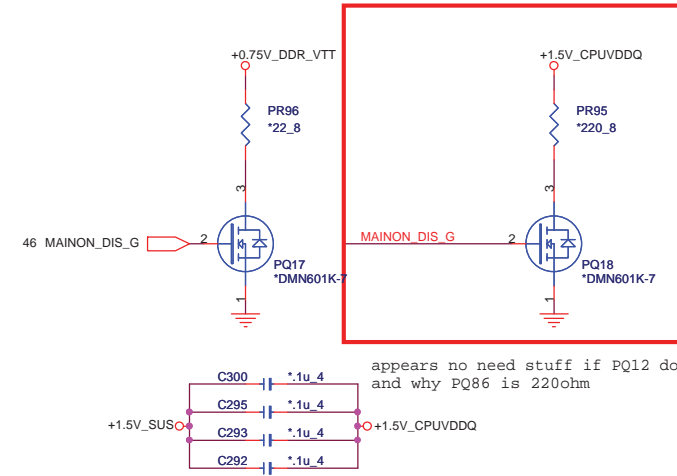 +0.75V_DDR_VTT
PR96
*22_8
3
46 MAINON_DIS_G
2
PQ17
*DMN601K-7
1
+1.5V_CPUVDDQ
PR95
*220_8
3
MAINON_DIS_G
2
PQ18
*DMN601K-7
1
appears no need stuff if PQ12 do
and why PQ86 is 220ohm
C300 *.1u_4
C295 *.1u_4
+1.5V_SUS +1.5V_CPUVDDQ
C293 *.1u_4
C292 *.1u_4